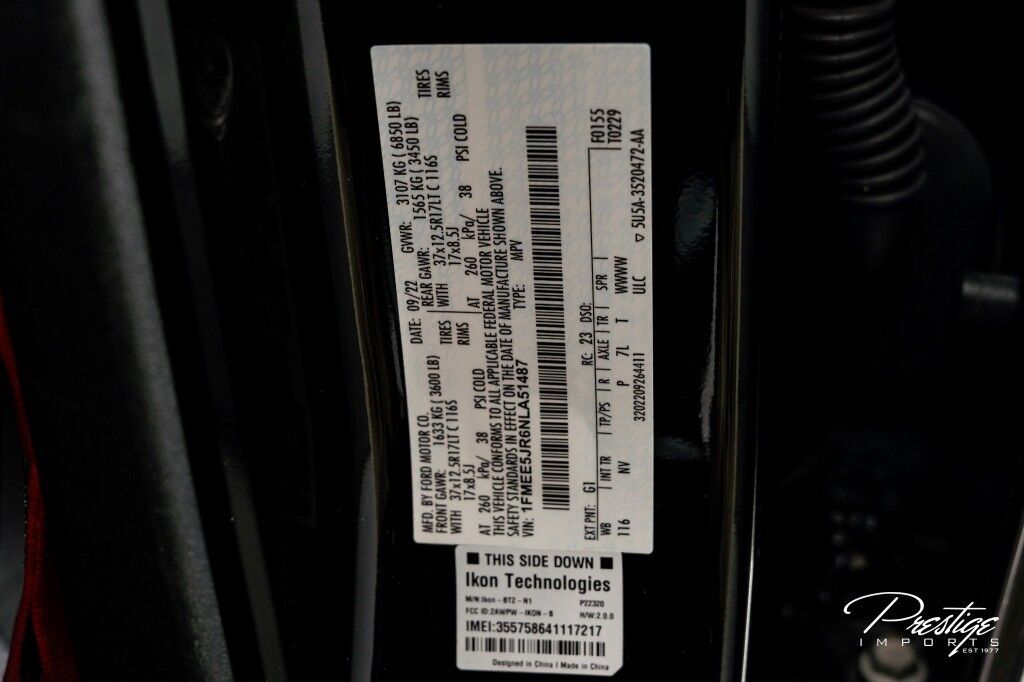 MFD. BY FORD MOTOR CO.
DATE: 09/22 GVWR: 3107 KG ( 6850 LB)
FRONT GAWR: 1633 KG ( 3600 LB) REAR GAWR: 1565 KG ( 3450 LB)
WITH 37x12.5R17LT C 116S TIRES WITH 37x12.5R17LT C 116S TIRES
17x8.5J RIMS 17x8.5J RIMS
AT 260 kPa/ 38 PSI COLD AT 260 kPa/ 38 PSI COLD
THIS VEHICLE CONFORMS TO ALL APPLICABLE FEDERAL MOTOR VEHICLE
SAFETY STANDARDS IN EFFECT ON THE DATE OF MANUFACTURE SHOWN ABOVE.
VIN: 1FMEE5JR6NLA51487 TYPE: MPV
EXT PNT: G1 RC: 23 DSO: F0155
WB | INT TR | TP/PS | R | AXLE | TR | SPR | T0229
116 NV P 7L T WWWW
3202209264411 ULC ▽ 5U5A-3520472-AA
■ THIS SIDE DOWN ■
Ikon Technologies
M/N:Ikon - BT2 - N1 P22320
FCC ID:2AWPW - IKON - B H/W:2.0.0
IMEI:355758641117217
Designed in China | Made in China
Prestige
IMPORTS
EST 1977